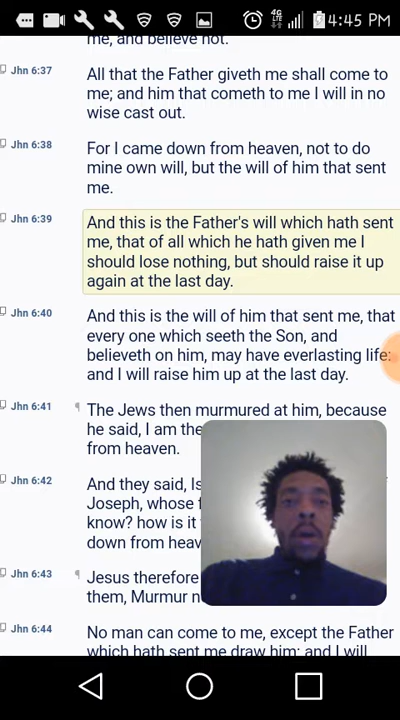 4G
LTE
4:45 PM
me, and believe not.
Jhn 6:37
All that the Father giveth me shall come to
me; and him that cometh to me I will in no
wise cast out.
Jhn 6:38
For I came down from heaven, not to do
mine own will, but the will of him that sent
me.
Jhn 6:39
And this is the Father's will which hath sent
me, that of all which he hath given me I
should lose nothing, but should raise it up
again at the last day.
Jhn 6:40
And this is the will of him that sent me, that
every one which seeth the Son, and
believeth on him, may have everlasting life:
and I will raise him up at the last day.
Jhn 6:41
¶ The Jews then murmured at him, because
he said, I am the
from heaven.
Jhn 6:42
And they said, Is
Joseph, whose
know? how is it
down from heav
Jhn 6:43
¶ Jesus therefore
them, Murmur n
Jhn 6:44
No man can come to me, except the Father
which hath sent me draw him: and I will